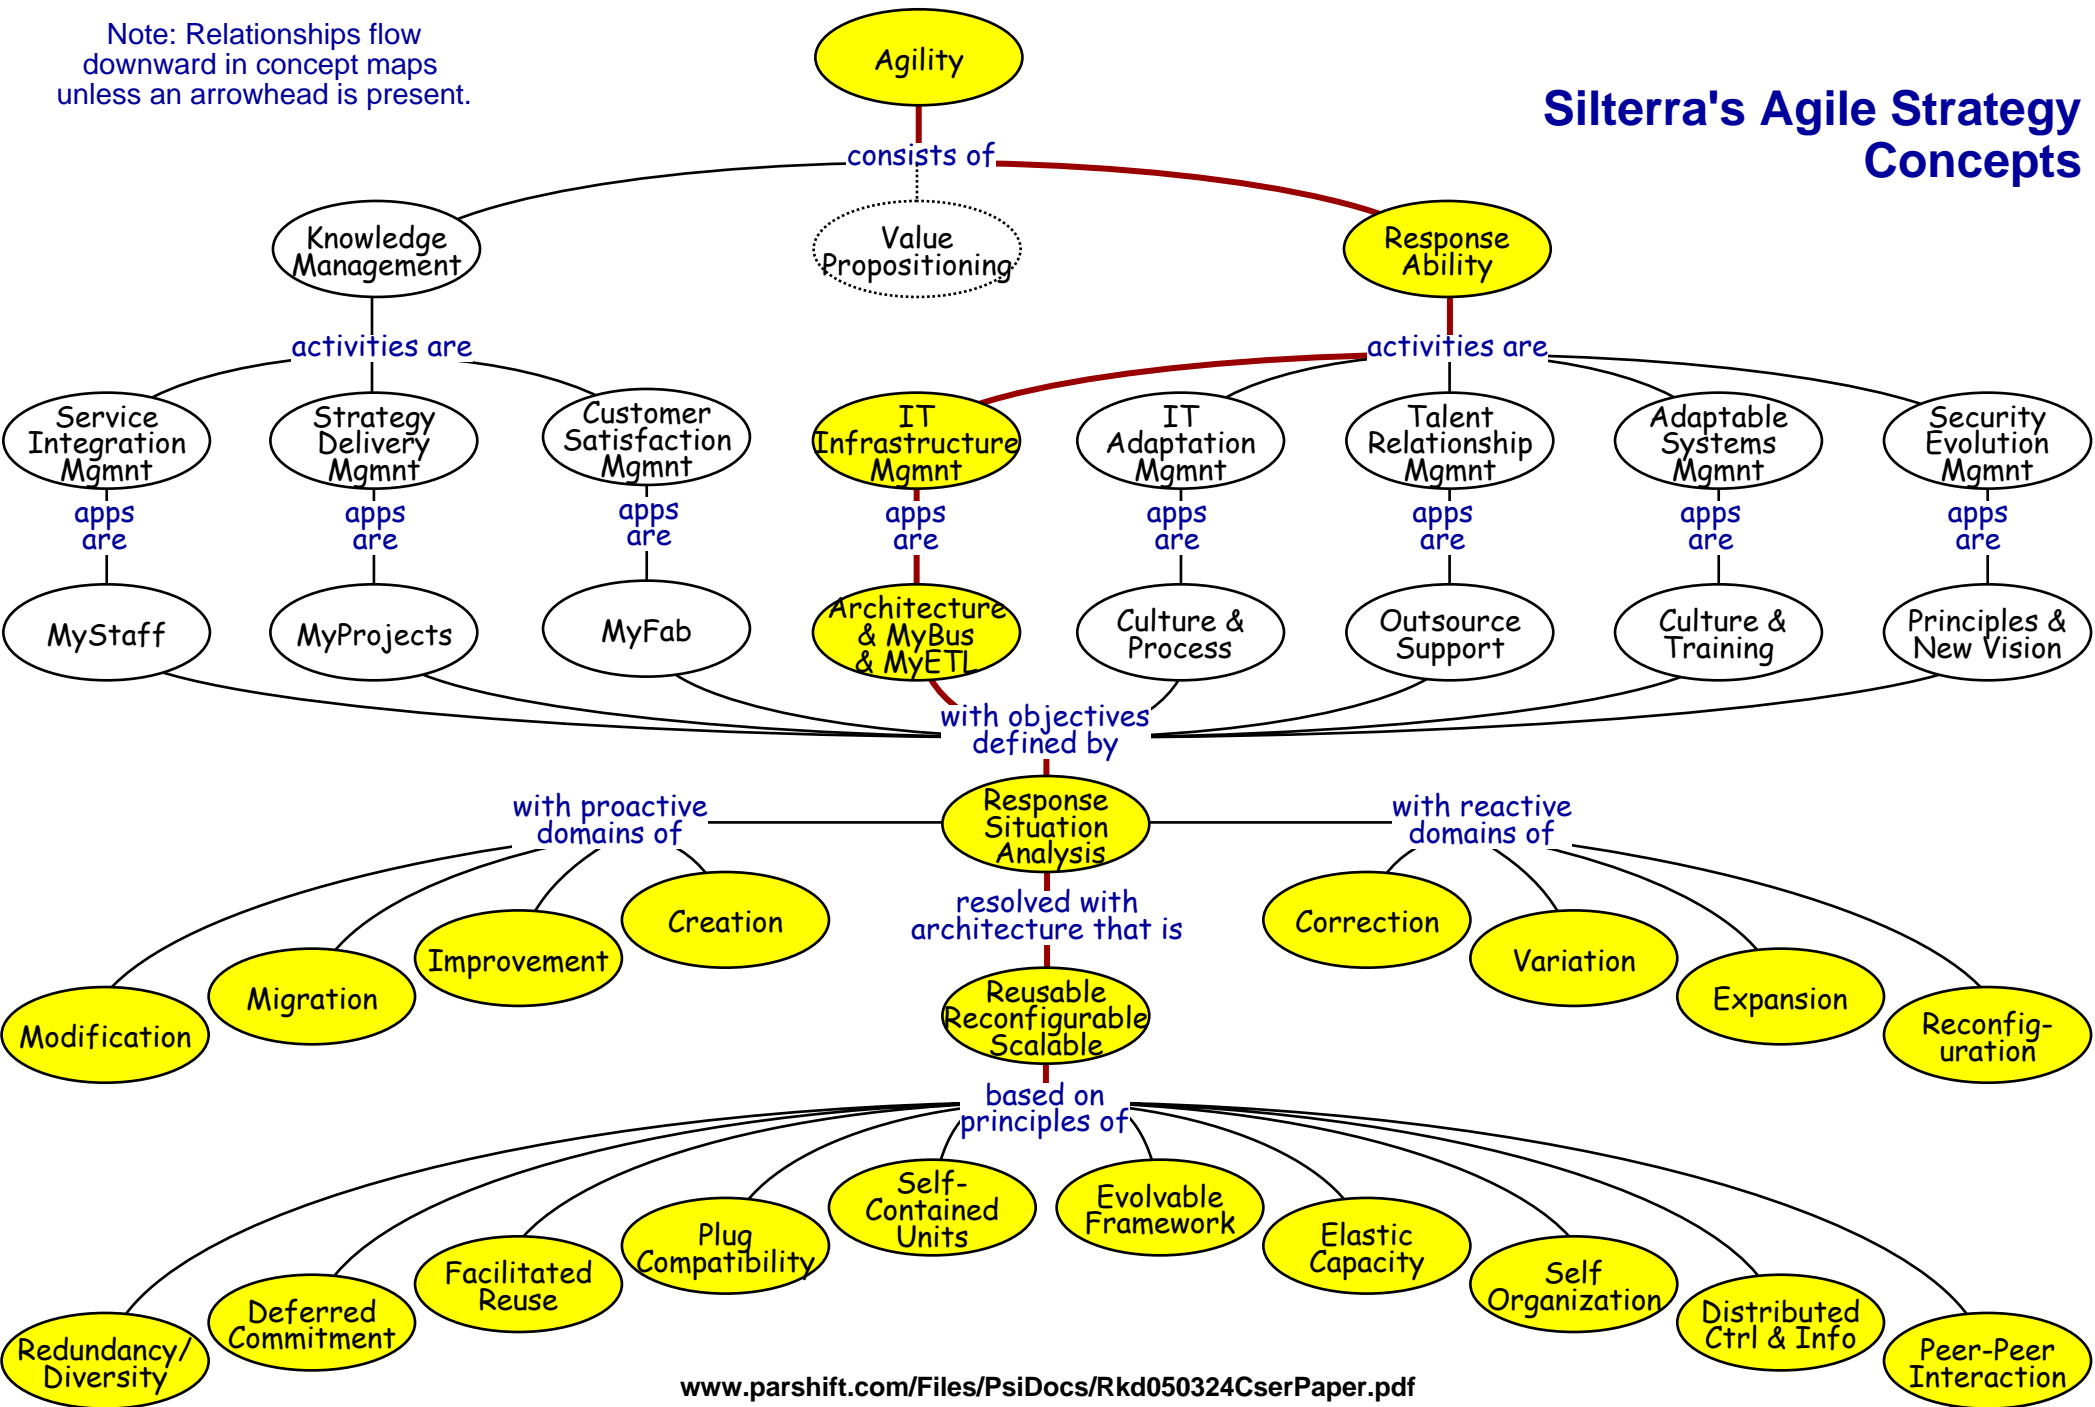 Note: Relationships flow
downward in concept maps
unless an arrowhead is present.
Agility
Silterra's Agile Strategy
Concepts
consists of
Knowledge
Management
Value
Propositioning
Response
Ability
activities are
activities are
Service
Integration
Mgmnt
Strategy
Delivery
Mgmnt
Customer
Satisfaction
Mgmnt
IT
Infrastructure
Mgmnt
IT
Adaptation
Mgmnt
Talent
Relationship
Mgmnt
Adaptable
Systems
Mgmnt
Security
Evolution
Mgmnt
apps
are
apps
are
apps
are
apps
are
apps
are
apps
are
apps
are
apps
are
MyStaff
MyProjects
MyFab
Architecture
& MyBus
& MyETL
Culture &
Process
Outsource
Support
Culture &
Training
Principles &
New Vision
with objectives
defined by
with proactive
domains of
Response
Situation
Analysis
with reactive
domains of
Modification
Migration
Improvement
Creation
resolved with
architecture that is
Correction
Variation
Expansion
Reconfig-
uration
Reusable
Reconfigurable
Scalable
based on
principles of
Redundancy/
Diversity
Deferred
Commitment
Facilitated
Reuse
Plug
Compatibility
Self-
Contained
Units
Evolvable
Framework
Elastic
Capacity
Self
Organization
Distributed
Ctrl & Info
Peer-Peer
Interaction
www.parshift.com/Files/PsiDocs/Rkd050324CserPaper.pdf